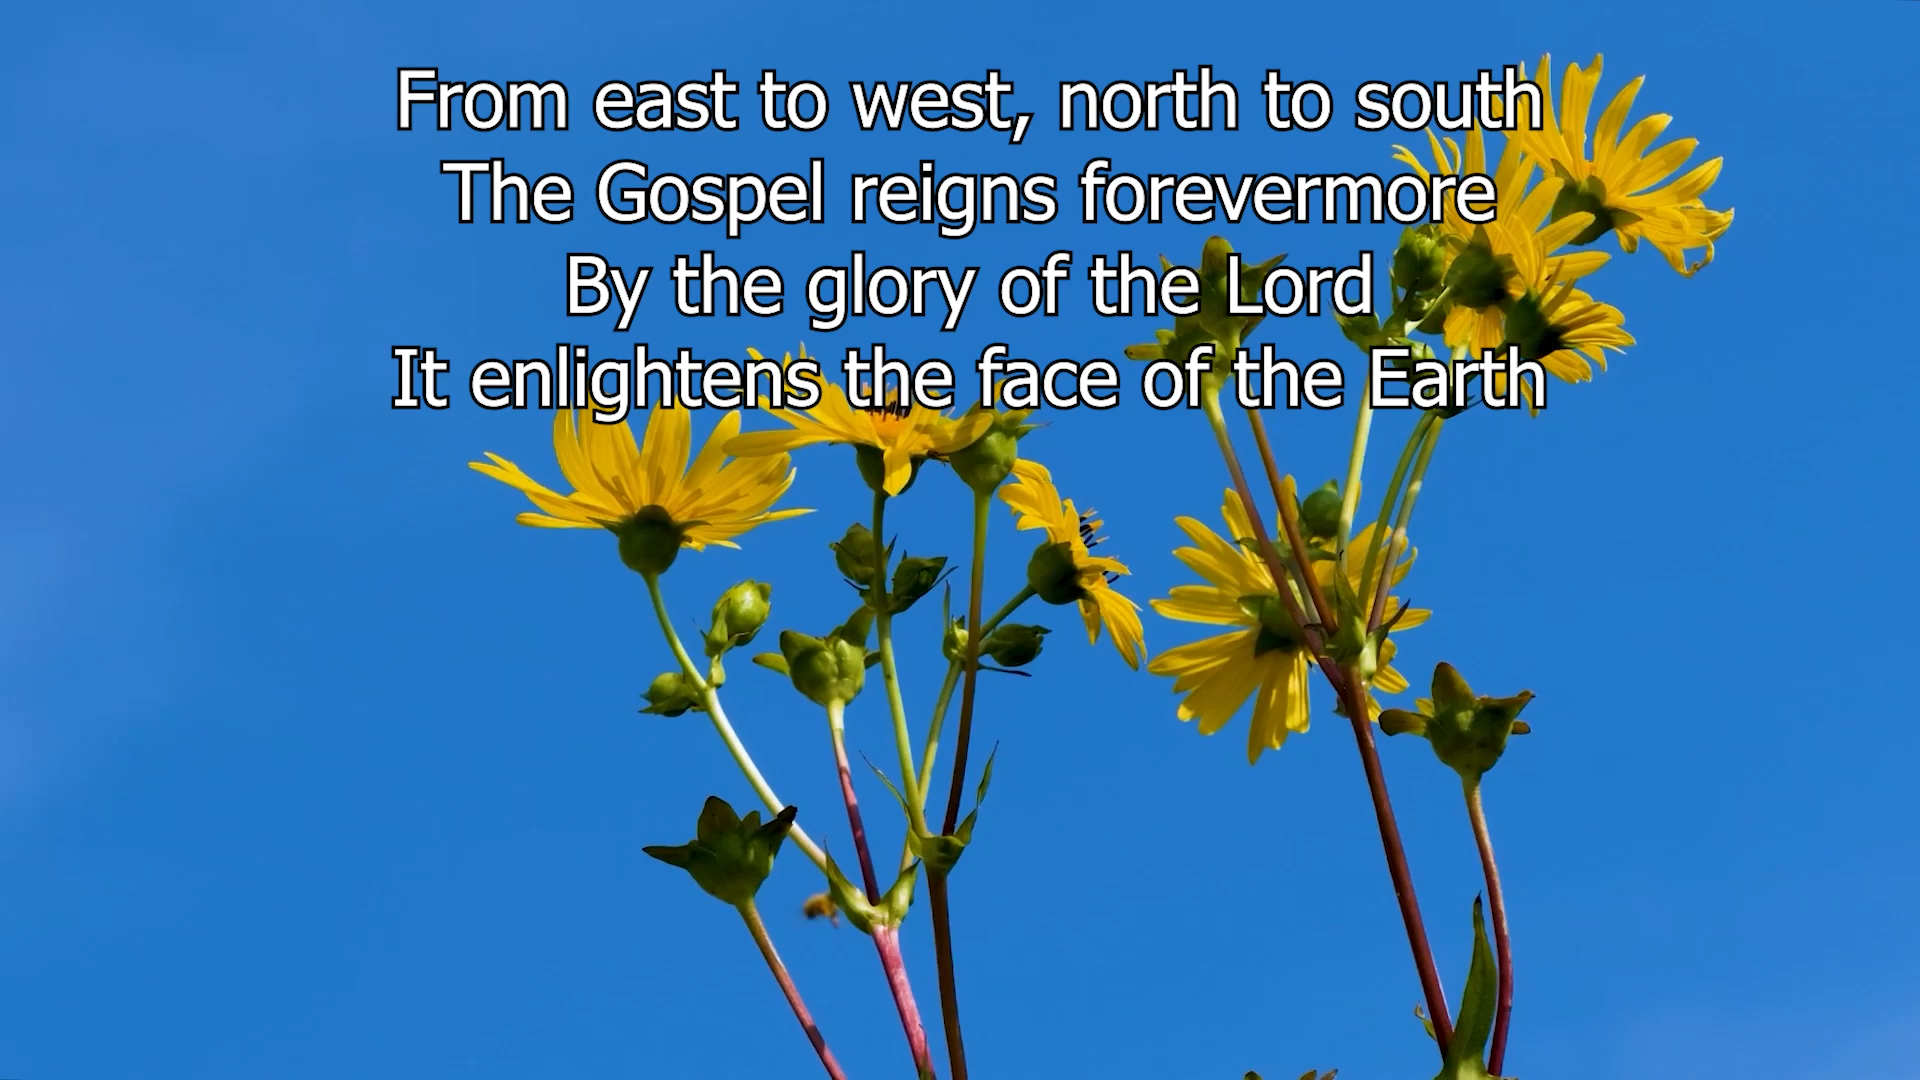 From east to west, north to south
The Gospel reigns forevermore
By the glory of the Lord
It enlightens the face of the Earth